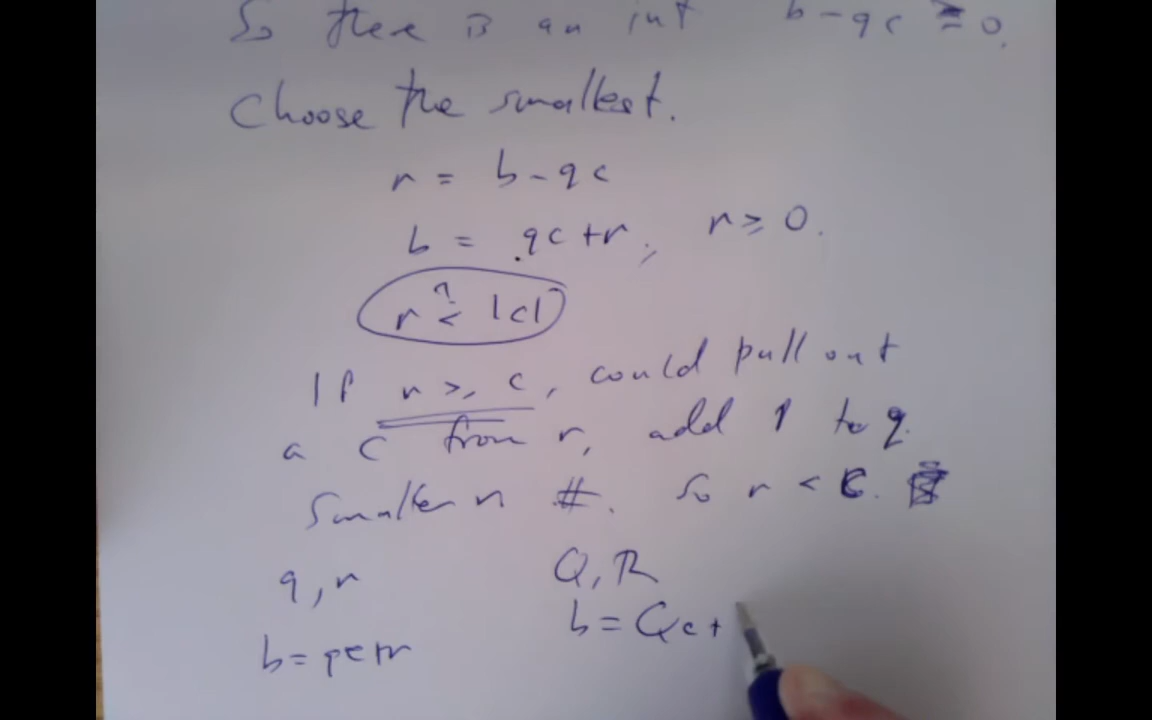 So there is an int b - qc ≥ 0.
Choose the smallest.
r = b - qc
b = qc + r, r ≥ 0.
r ?< |c|
If r ≥ c, could pull out
a c from r, add 1 to q.
Smaller r #. So r < c.
q, r Q, R
b = Qc +
b = qc + r